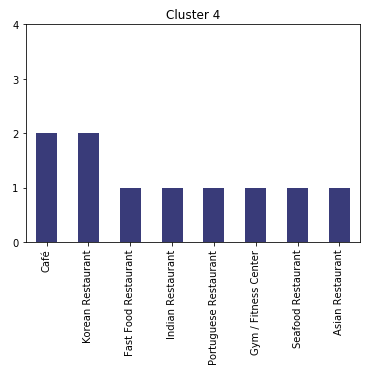 Cluster 4
4
3
2
1
0
Café
Korean Restaurant
Fast Food Restaurant
Indian Restaurant
Portuguese Restaurant
Gym / Fitness Center
Seafood Restaurant
Asian Restaurant